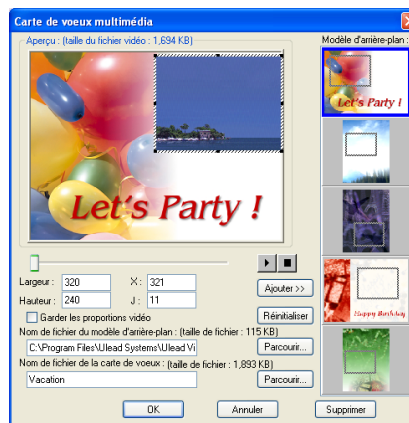 Carte de voeux multimédia
Aperçu : (taille du fichier vidéo : 1,694 KB)
Modèle d'arrière-plan :
Let's Party !
Let's Party !
Largeur : 320 X : 321
Ajouter >>
Hauteur : 240 J : 11
Garder les proportions vidéo
Réinitialiser
Happy Birthday
Nom de fichier du modèle d'arrière-plan : (taille de fichier : 115 KB)
C:\Program Files\Ulead Systems\Ulead Vi
Parcourir...
Nom de fichier de la carte de voeux : (taille de fichier : 1,893 KB)
Vacation
Parcourir...
OK
Annuler
Supprimer